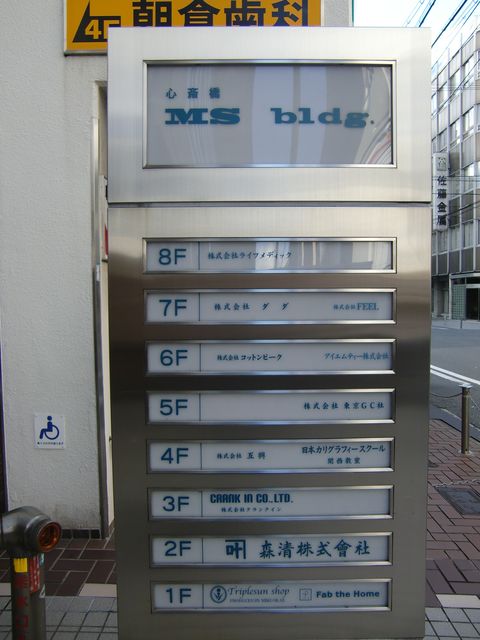 4F 朝倉歯科
心斎橋
MS bldg.
8F 株式会社ライフメディック
7F 株式会社 ダダ 株式会社 FEEL
6F 株式会社 コットンピーク アイエムティー株式会社
5F 株式会社 東京GC社
4F 株式会社 互興 日本カリグラフィースクール
関西教室
3F CRANK IN CO.,LTD.
株式会社クランクイン
2F 森清株式會社
1F Triplesun shop Fab the Home
佐藤金属